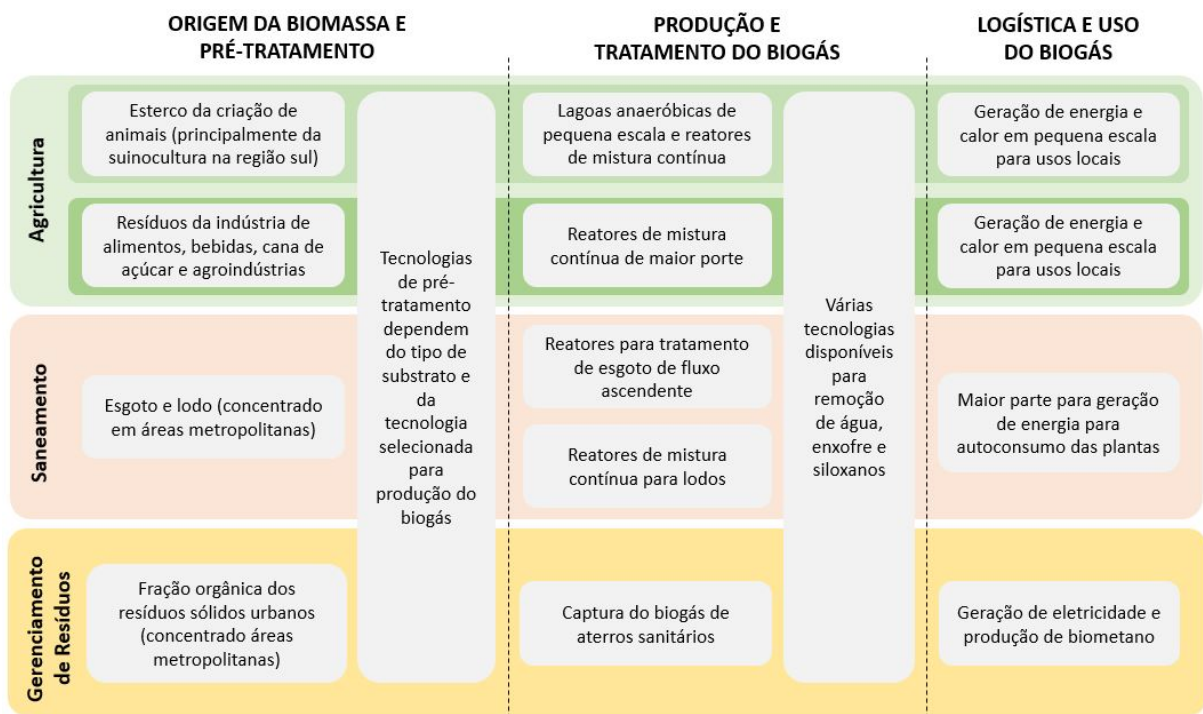 ORIGEM DA BIOMASSA E
PRÉ-TRATAMENTO
PRODUÇÃO E
TRATAMENTO DO BIOGÁS
LOGÍSTICA E USO
DO BIOGÁS
Agricultura
Esterco da criação de
animais (principalmente da
suinocultura na região sul)
Resíduos da indústria de
alimentos, bebidas, cana de
açúcar e agroindústrias
Tecnologias
de pré-
tratamento
dependem
do tipo de
substrato e
da
tecnologia
selecionada
para
produção do
biogás
Lagoas anaeróbicas de
pequena escala e reatores
de mistura contínua
Reatores de mistura
contínua de maior porte
Várias
tecnologias
disponíveis
para
remoção
de água,
enxofre e
siloxanos
Geração de energia e
calor em pequena escala
para usos locais
Geração de energia e
calor em pequena escala
para usos locais
Saneamento
Esgoto e lodo (concentrado
em áreas metropolitanas)
Reatores para tratamento
de esgoto de fluxo
ascendente
Reatores de mistura
contínua para lodos
Maior parte para geração
de energia para
autoconsumo das plantas
Gerenciamento
de Resíduos
Fração orgânica dos
resíduos sólidos urbanos
(concentrado áreas
metropolitanas)
Captura do biogás de
aterros sanitários
Geração de eletricidade e
produção de biometano